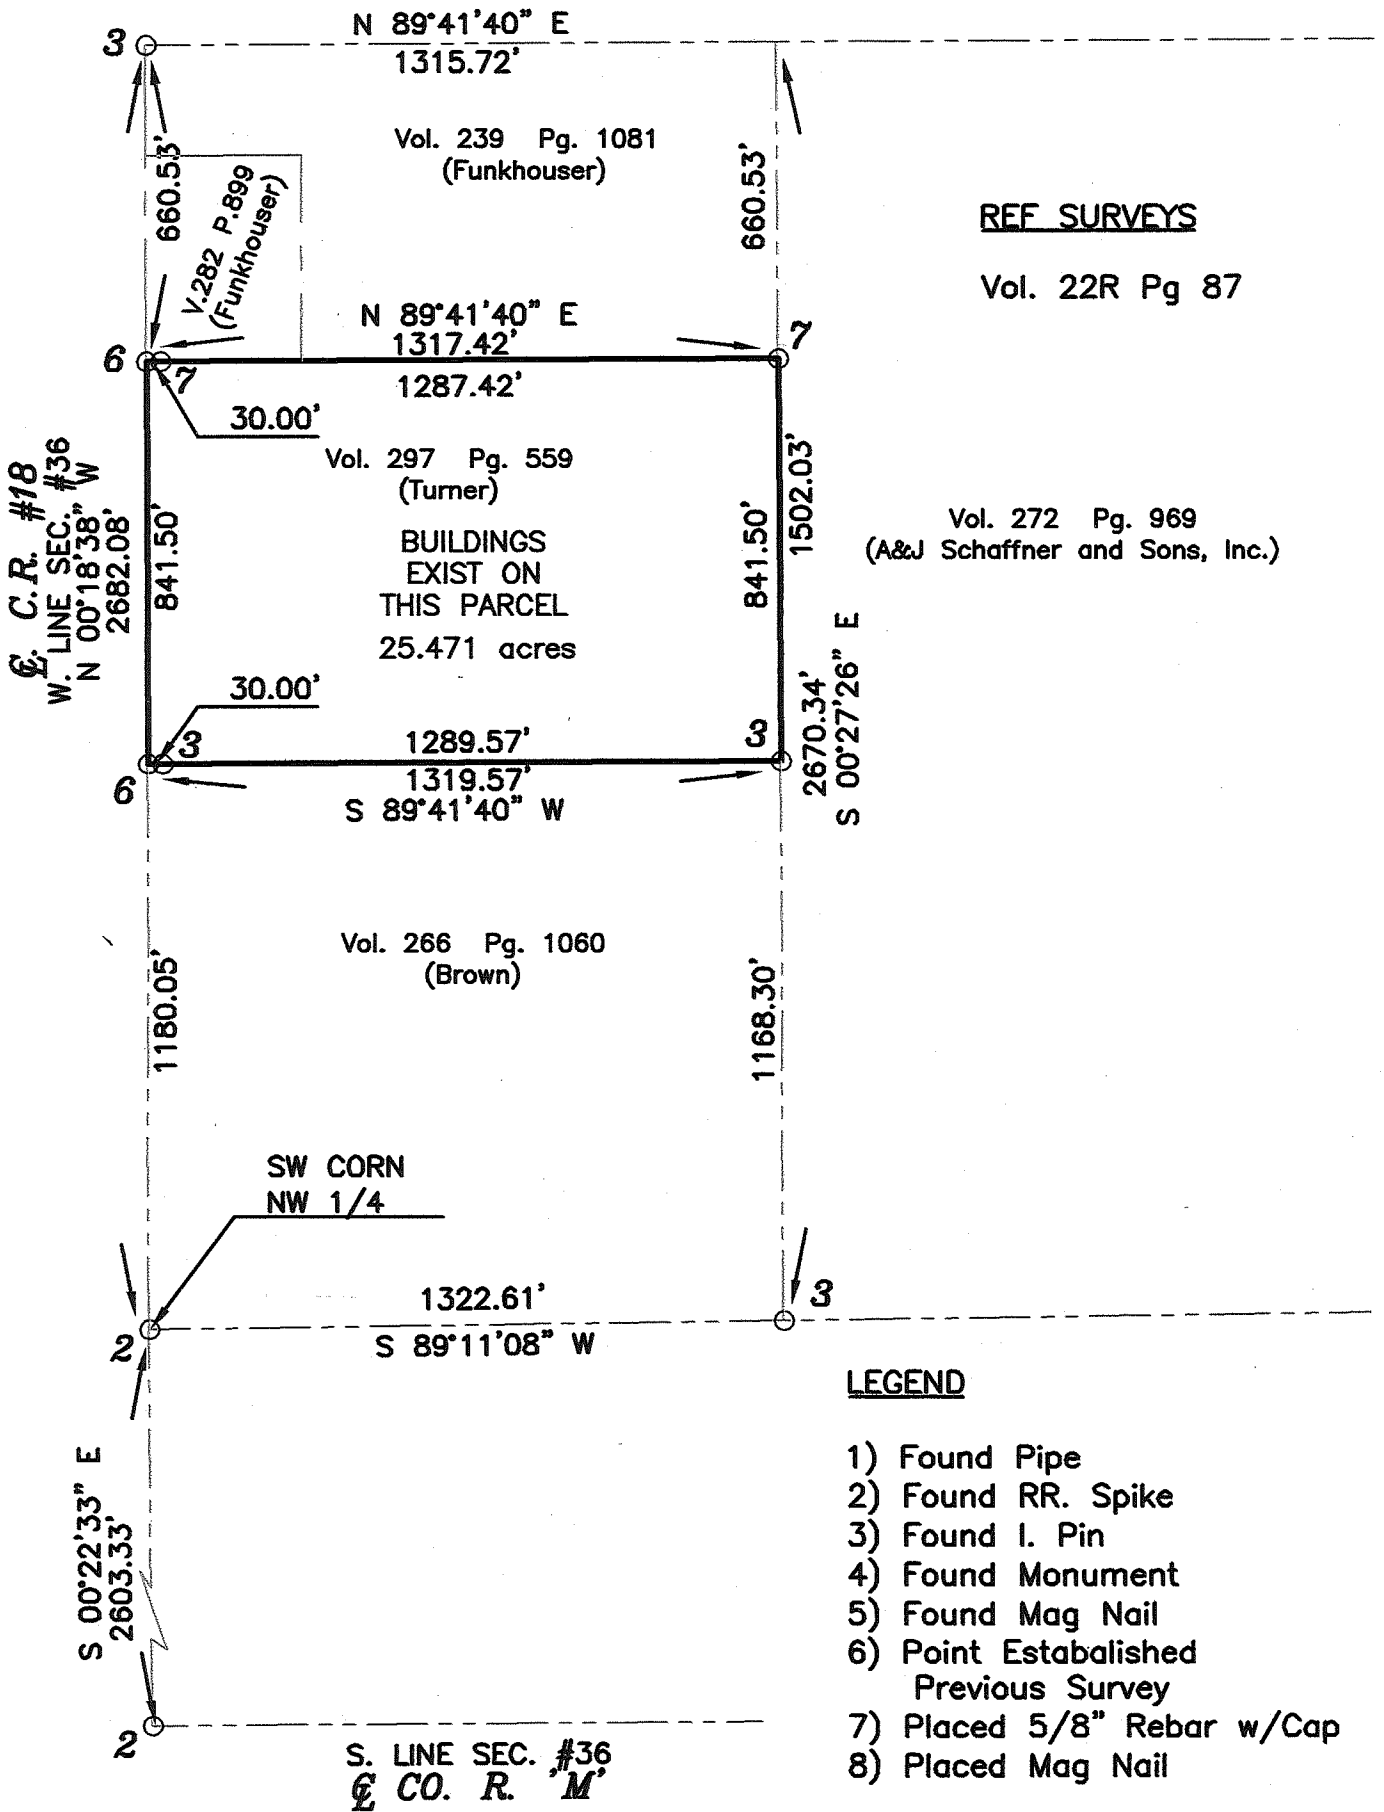 N 89°41'40" E
3
1315.72'
Vol. 239 Pg. 1081
(Funkhouser)
660.53'
V.282 P.899
(Funkhouser)
660.53'
REF SURVEYS
Vol. 22R Pg 87
N 89°41'40" E
1317.42'
7
6
7
1287.42'
30.00'
Vol. 297 Pg. 559
(Turner)
BUILDINGS
EXIST ON
THIS PARCEL
25.471 acres
℄ C.R. #18
W. LINE SEC. #36
N 00°18'38" W
2682.08'
841.50'
841.50'
1502.03'
Vol. 272 Pg. 969
(A&J Schaffner and Sons, Inc.)
30.00'
3
1289.57'
3
6
1319.57'
S 89°41'40" W
2670.34'
S 00°27'26" E
Vol. 266 Pg. 1060
(Brown)
1180.05'
1168.30'
SW CORN
NW 1/4
1322.61'
3
2
S 89°11'08" W
S 00°22'33" E
2603.33'
2
S. LINE SEC. #36
℄ CO. R. 'M'
LEGEND
1) Found Pipe
2) Found RR. Spike
3) Found I. Pin
4) Found Monument
5) Found Mag Nail
6) Point Estabalished
Previous Survey
7) Placed 5/8" Rebar w/Cap
8) Placed Mag Nail